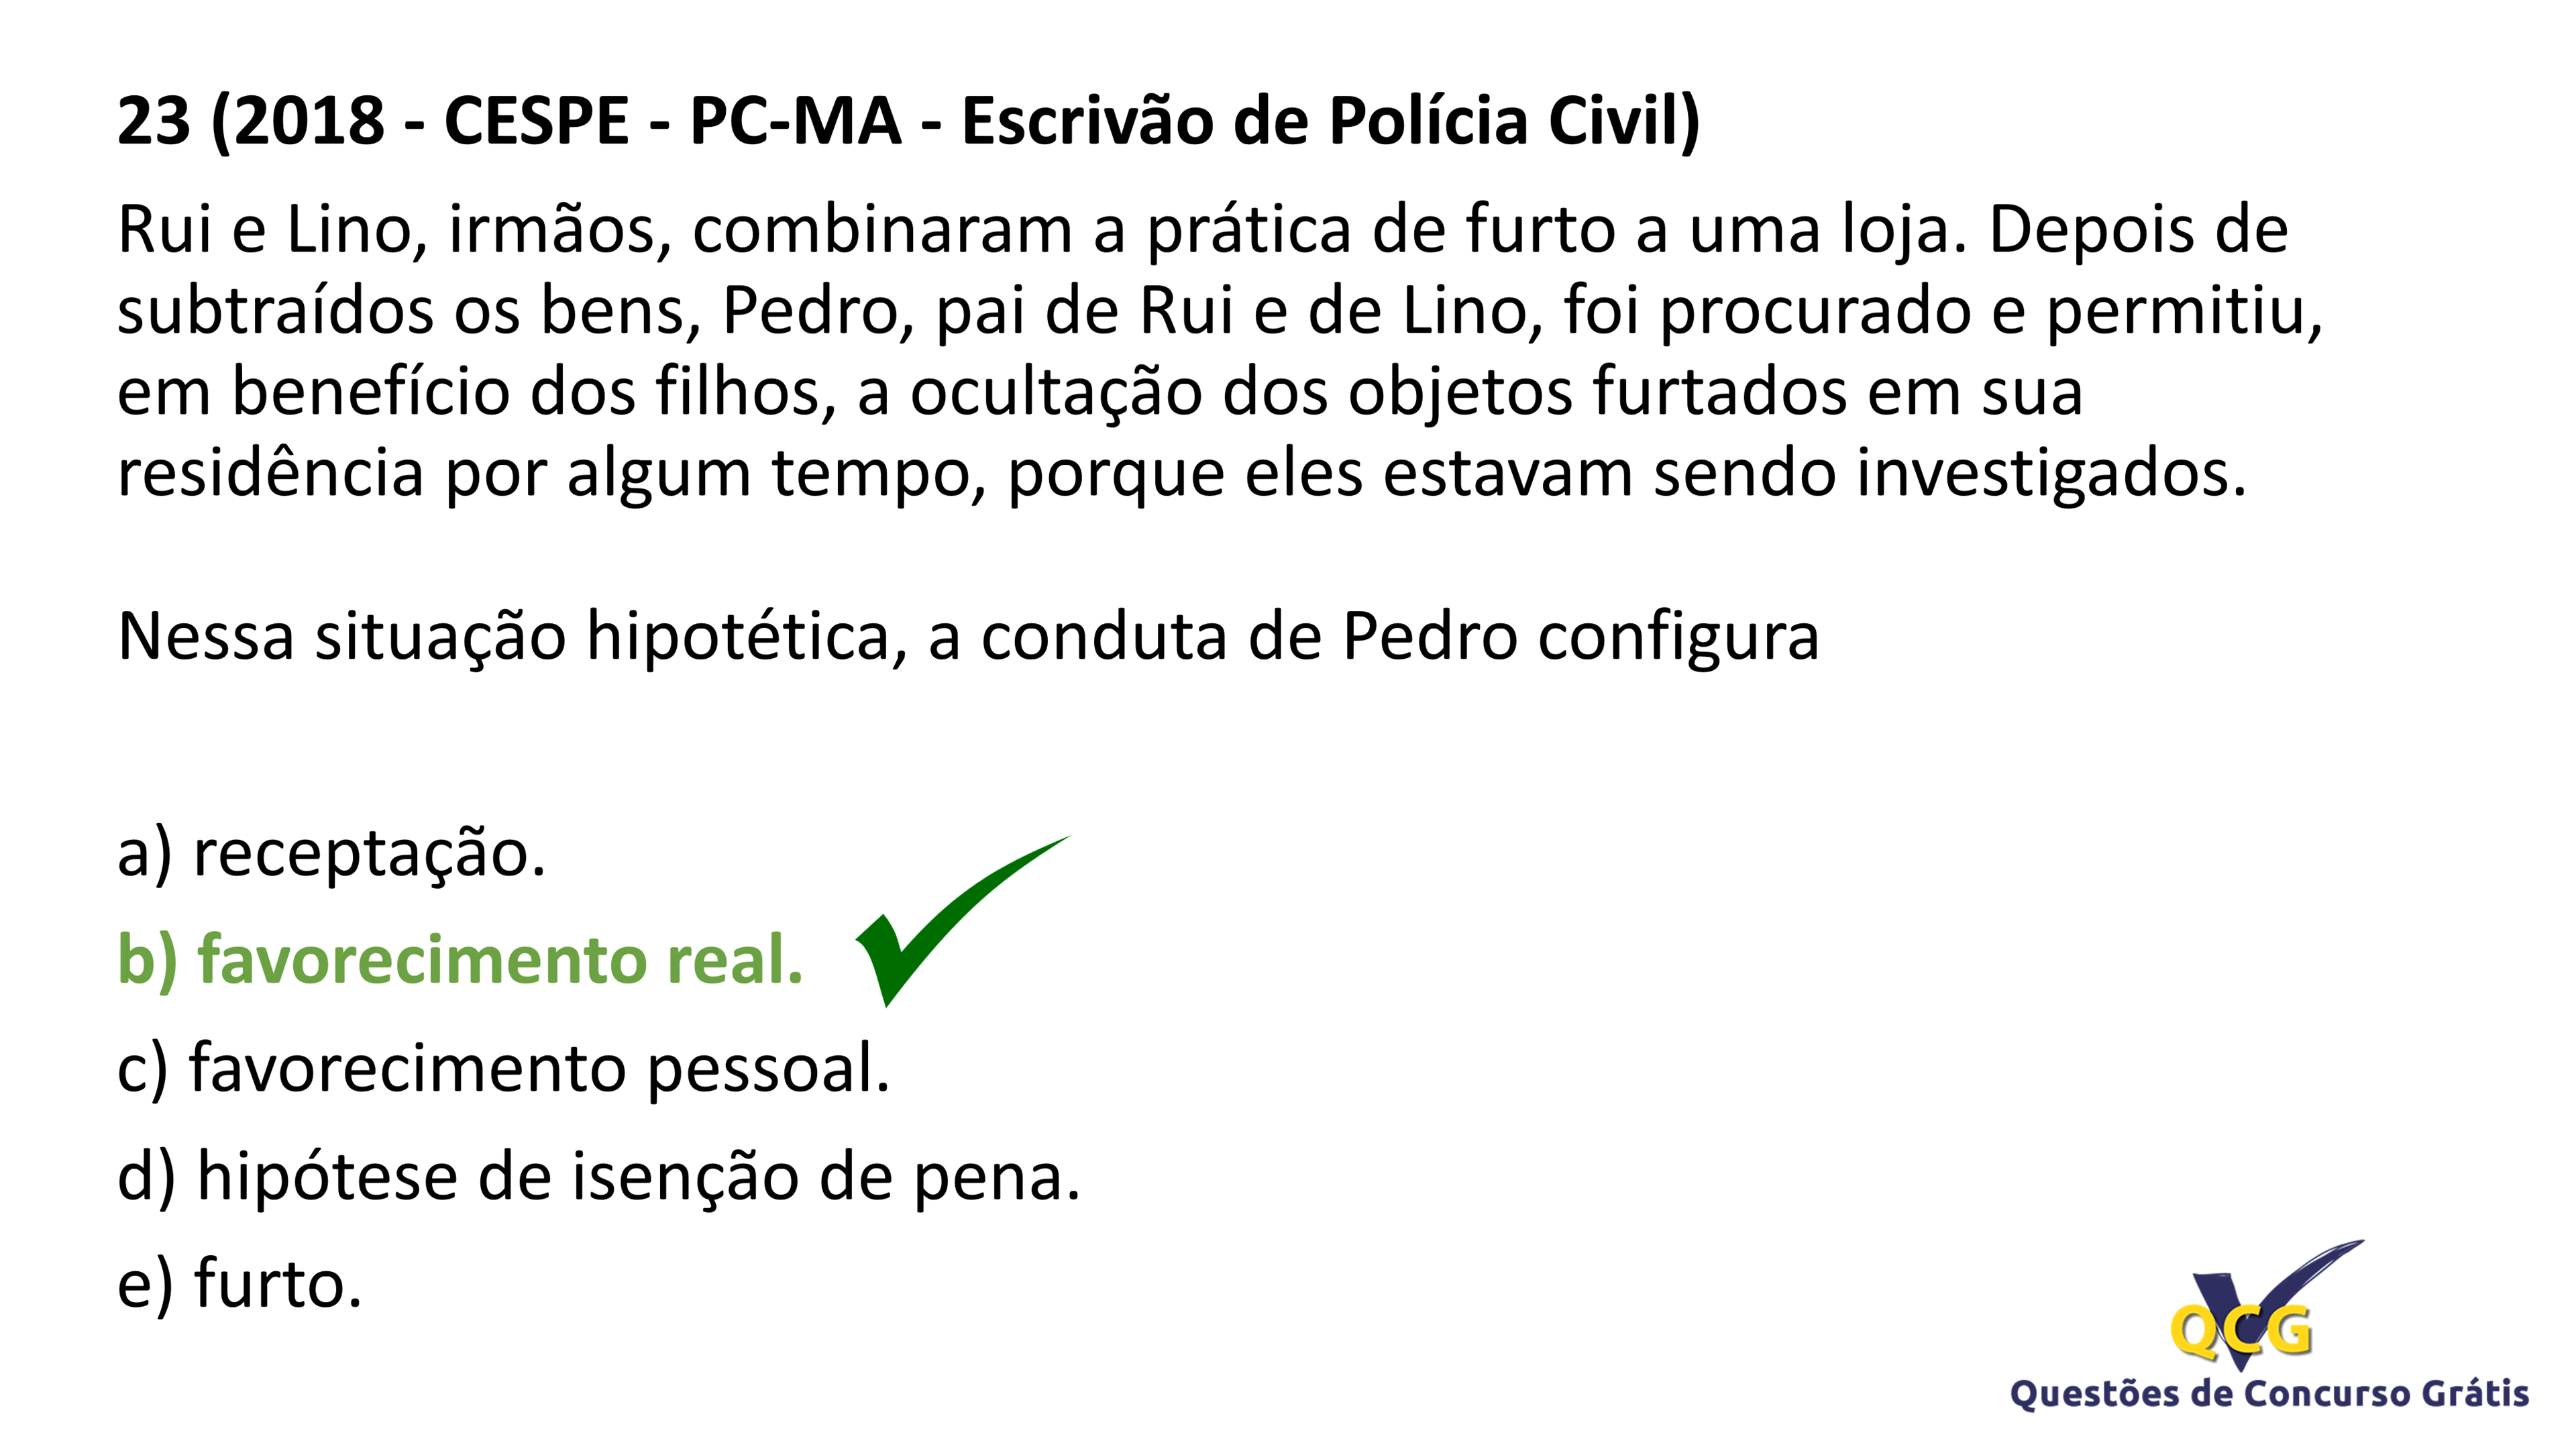 23 (2018 - CESPE - PC-MA - Escrivão de Polícia Civil)
Rui e Lino, irmãos, combinaram a prática de furto a uma loja. Depois de
subtraídos os bens, Pedro, pai de Rui e de Lino, foi procurado e permitiu,
em benefício dos filhos, a ocultação dos objetos furtados em sua
residência por algum tempo, porque eles estavam sendo investigados.
Nessa situação hipotética, a conduta de Pedro configura
a) receptação.
b) favorecimento real.
c) favorecimento pessoal.
d) hipótese de isenção de pena.
e) furto.
QCG
Questões de Concurso Grátis